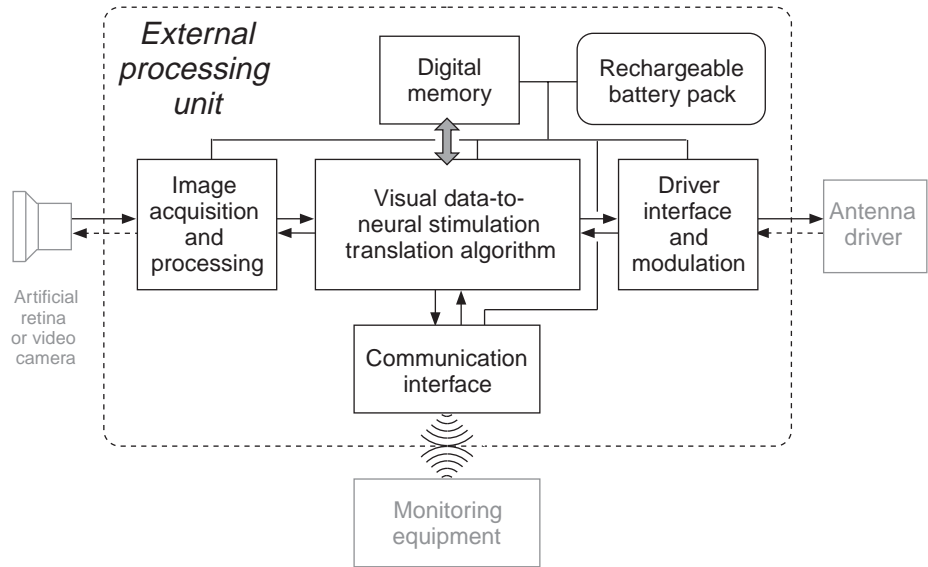 External
processing
unit
Digital
memory
Rechargeable
battery pack
Image
acquisition
and
processing
Visual data-to-
neural stimulation
translation algorithm
Driver
interface
and
modulation
Antenna
driver
Artificial
retina
or video
camera
Communication
interface
Monitoring
equipment